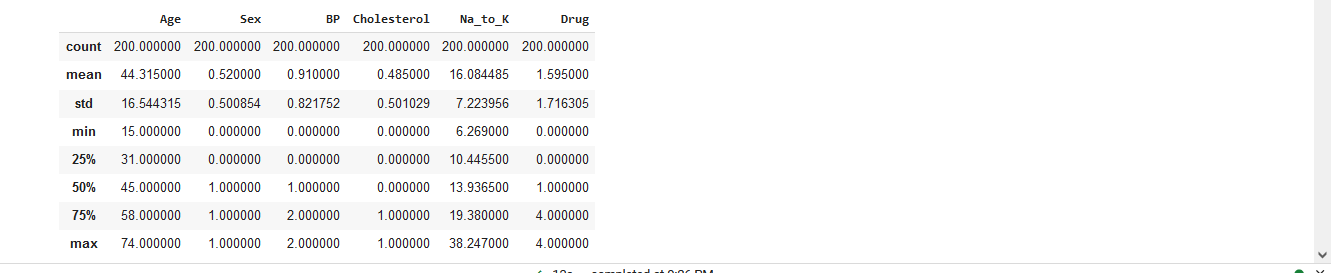 Age Sex BP Cholesterol Na_to_K Drug
count 200.000000 200.000000 200.000000 200.000000 200.000000 200.000000
mean 44.315000 0.520000 0.910000 0.485000 16.084485 1.595000
std 16.544315 0.500854 0.821752 0.501029 7.223956 1.716305
min 15.000000 0.000000 0.000000 0.000000 6.269000 0.000000
25% 31.000000 0.000000 0.000000 0.000000 10.445500 0.000000
50% 45.000000 1.000000 1.000000 0.000000 13.936500 1.000000
75% 58.000000 1.000000 2.000000 1.000000 19.380000 4.000000
max 74.000000 1.000000 2.000000 1.000000 38.247000 4.000000
completed at